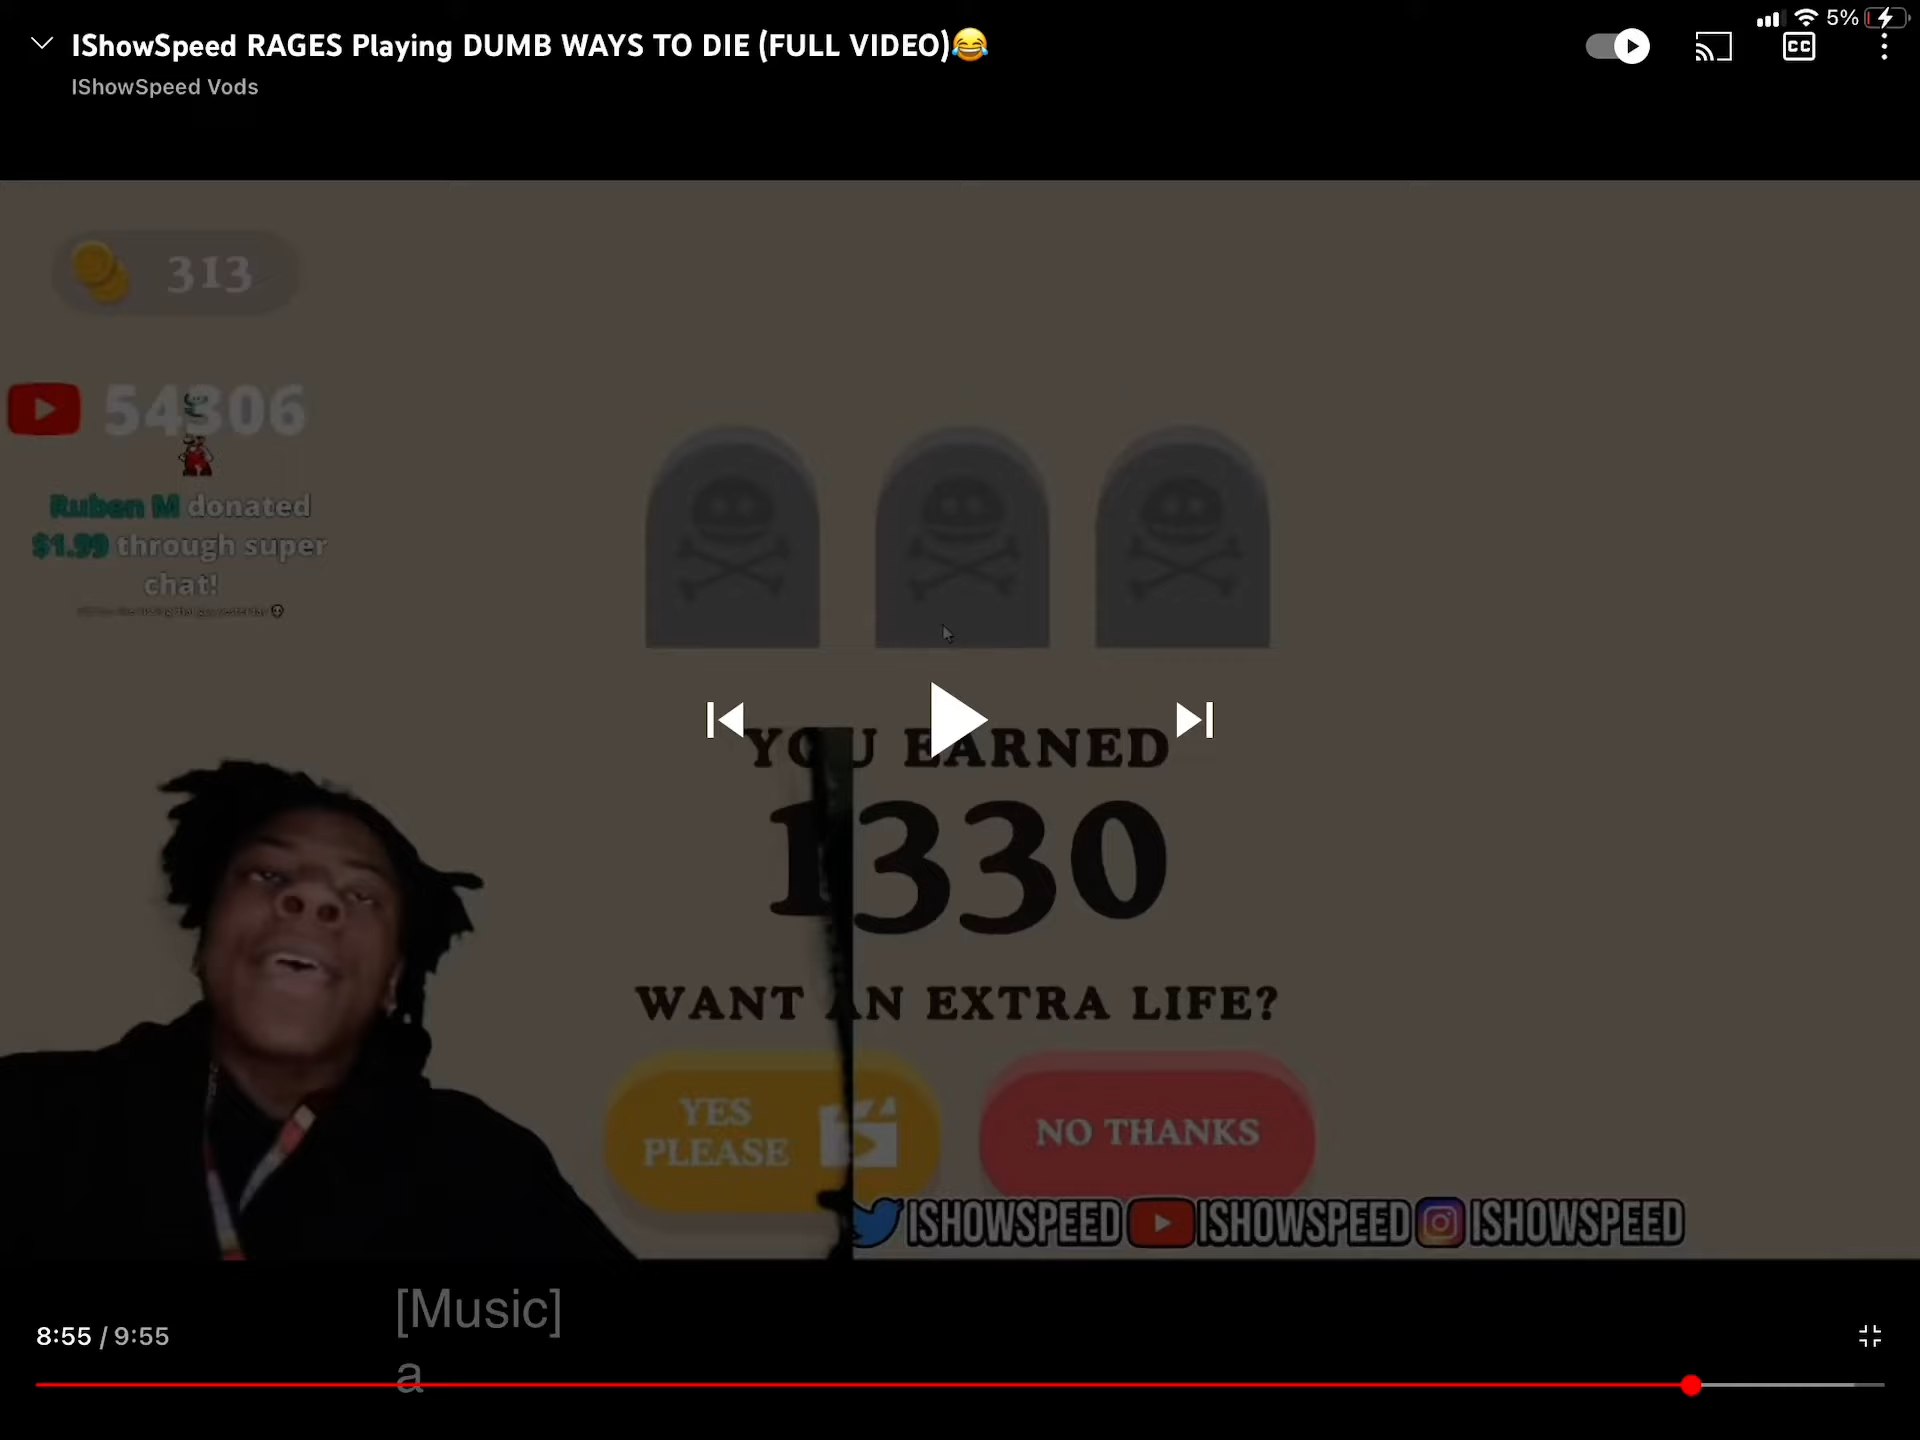 5%
IShowSpeed RAGES Playing DUMB WAYS TO DIE (FULL VIDEO)😂
CC
IShowSpeed Vods
313
54306
Ruben M donated
$1.99 through super
chat!
YOU EARNED
1330
WANT AN EXTRA LIFE?
YES
PLEASE
NO THANKS
ISHOWSPEED ISHOWSPEED ISHOWSPEED
[Music]
a
8:55 / 9:55